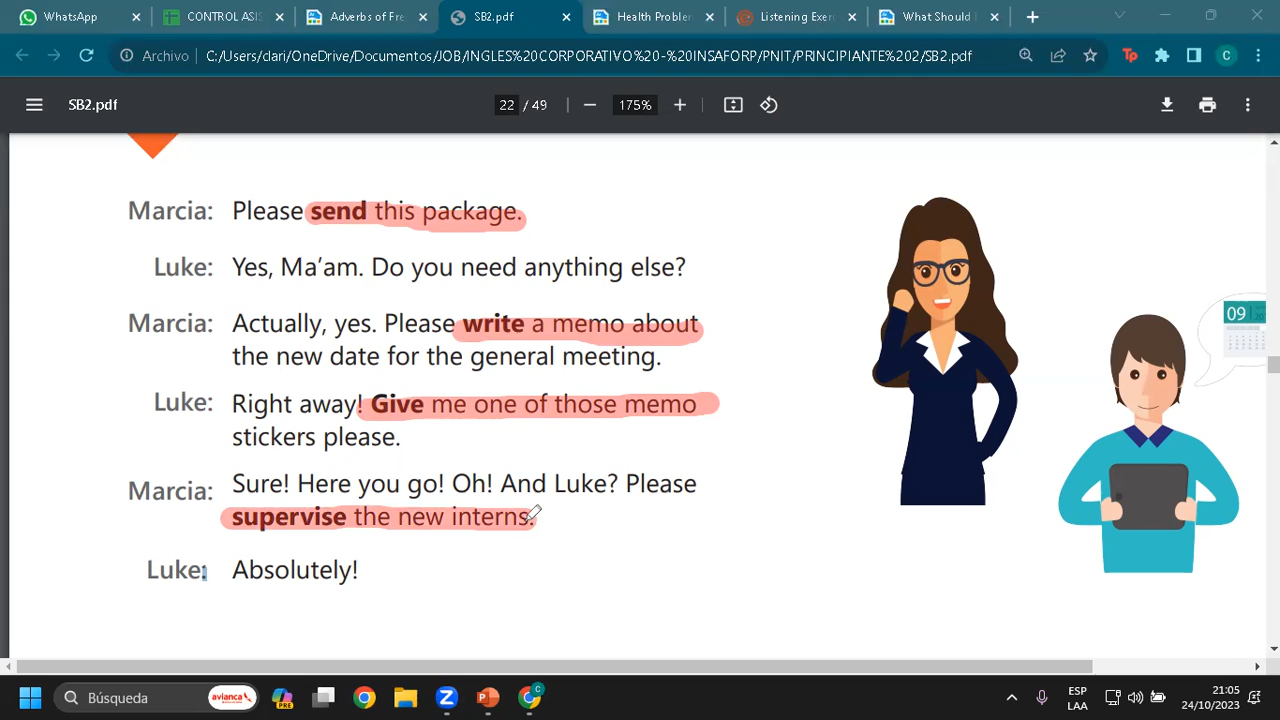 WhatsApp
CONTROL ASIS
Adverbs of Fre
SB2.pdf
Health Problem
Listening Exerc
What Should I
Archivo
C:/Users/clari/OneDrive/Documentos/JOB/INGLES%20CORPORATIVO%20-%20INSAFORP/PNIT/PRINCIPIANTE%202/SB2.pdf
Tp
C
SB2.pdf
22 / 49
175%
Marcia: Please send this package.
Luke: Yes, Ma'am. Do you need anything else?
Marcia: Actually, yes. Please write a memo about
the new date for the general meeting.
Luke: Right away! Give me one of those memo
stickers please.
Marcia: Sure! Here you go! Oh! And Luke? Please
supervise the new interns.
Luke: Absolutely!
09
Búsqueda
avianca
PRE
ESP
LAA
21:05
24/10/2023